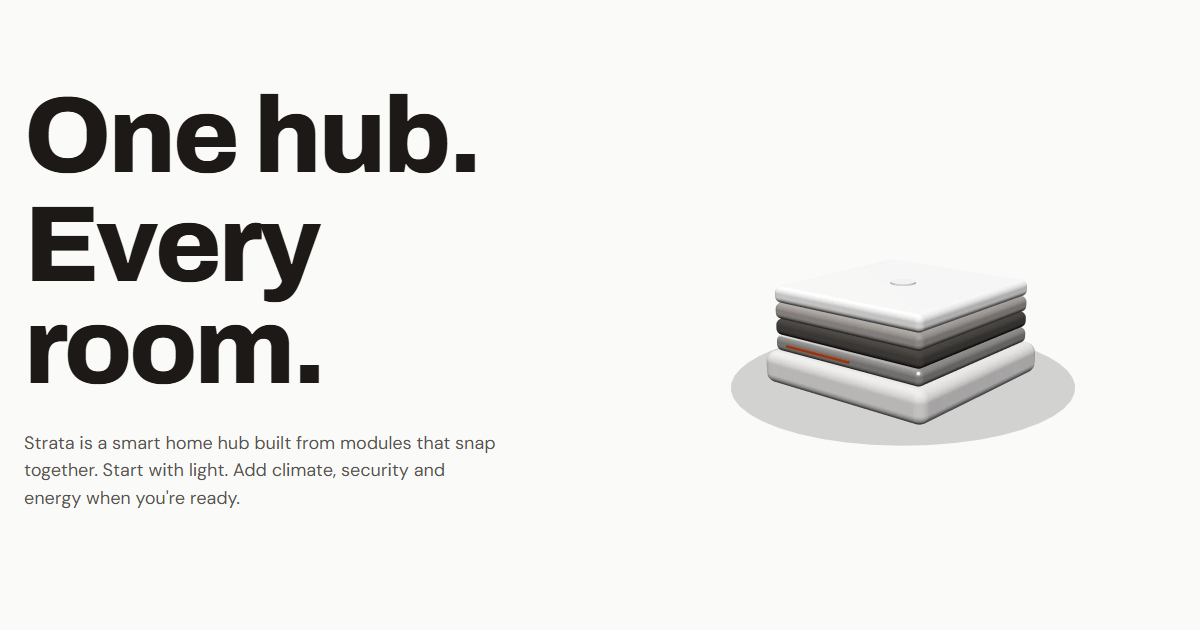 One hub.
Every
room.
Strata is a smart home hub built from modules that snap
together. Start with light. Add climate, security and
energy when you're ready.